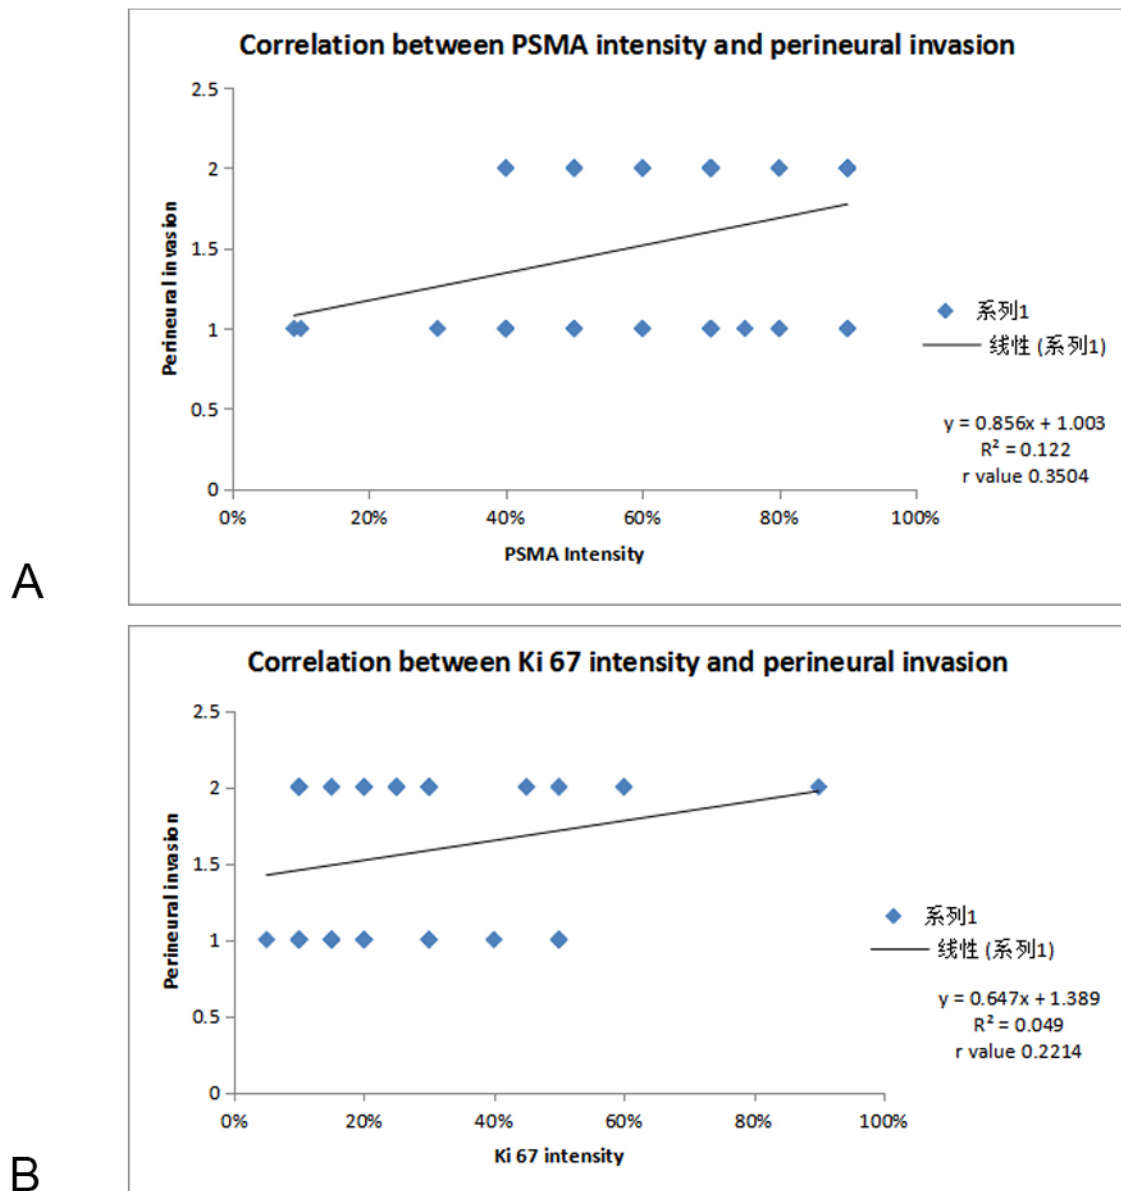 Correlation between PSMA intensity and perineural invasion
2.5
2
1.5
1
0.5
0
Perineural invasion
0%
20%
40%
60%
80%
100%
PSMA Intensity
系列1
线性 (系列1)
y = 0.856x + 1.003
R² = 0.122
r value 0.3504
A
Correlation between Ki 67 intensity and perineural invasion
2.5
2
1.5
1
0.5
0
Perineural invasion
0%
20%
40%
60%
80%
100%
Ki 67 intensity
系列1
线性 (系列1)
y = 0.647x + 1.389
R² = 0.049
r value 0.2214
B